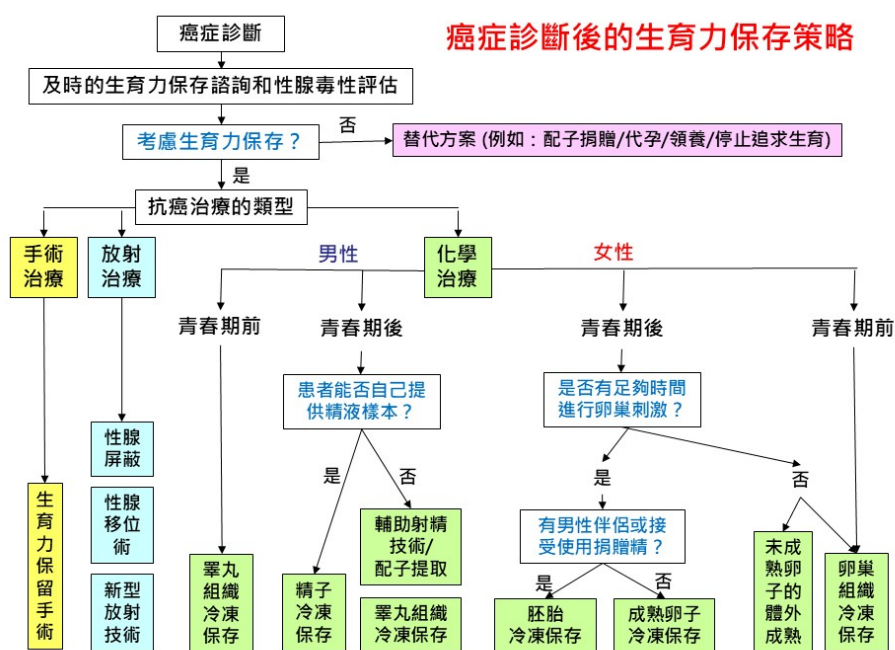 癌症診斷後的生育力保存策略
癌症診斷
及時的生育力保存諮詢和性腺毒性評估
考慮生育力保存？
否
替代方案 (例如：配子捐贈/代孕/領養/停止追求生育)
是
抗癌治療的類型
手術
治療
放射
治療
男性
化學
治療
女性
青春期前
青春期後
青春期後
青春期前
患者能否自己提
供精液樣本？
是否有足夠時間
進行卵巢刺激？
性腺
屏蔽
是
否
是
否
生
育
力
保
留
手
術
性腺
移位
術
輔助射精
技術/
配子提取
有男性伴侶或接
受使用捐贈精？
是
否
新型
放射
技術
睪丸
組織
冷凍
保存
精子
冷凍
保存
睪丸組織
冷凍保存
胚胎
冷凍保存
成熟卵子
冷凍保存
未成
熟卵
子的
體外
成熟
卵巢
組織
冷凍
保存